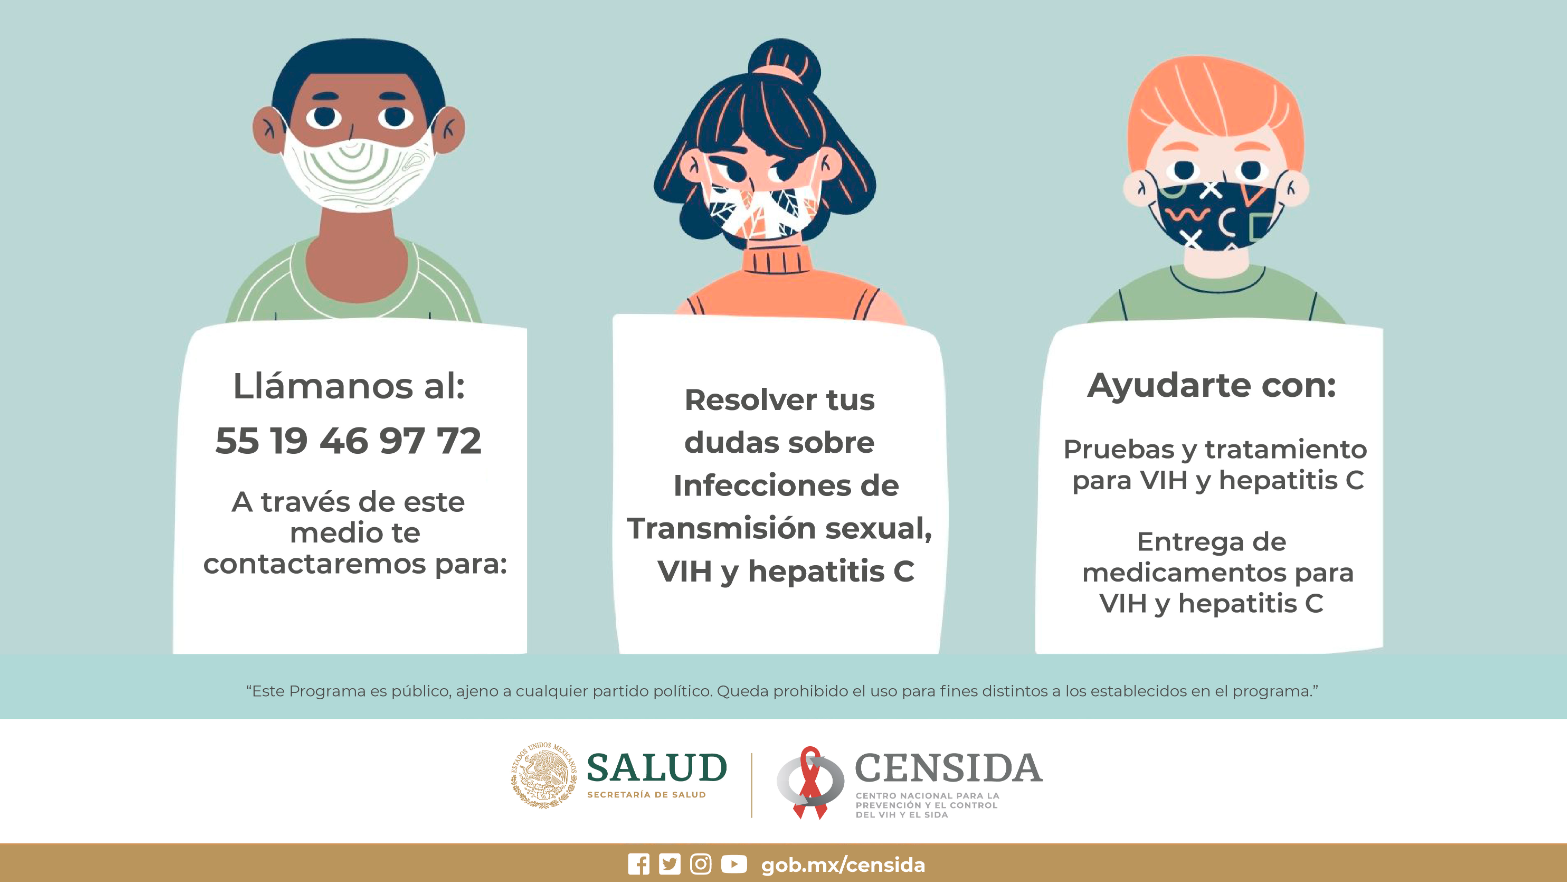 Llámanos al:
55 19 46 97 72
A través de este
medio te
contactaremos para:
Resolver tus
dudas sobre
Infecciones de
Transmisión sexual,
VIH y hepatitis C
Ayudarte con:
Pruebas y tratamiento
para VIH y hepatitis C
Entrega de
medicamentos para
VIH y hepatitis C
“Este Programa es público, ajeno a cualquier partido político. Queda prohibido el uso para fines distintos a los establecidos en el programa.”
ESTADOS UNIDOS MEXICANOS
SALUD
SECRETARÍA DE SALUD
CENSIDA
CENTRO NACIONAL PARA LA
PREVENCIÓN Y EL CONTROL
DEL VIH Y EL SIDA
gob.mx/censida